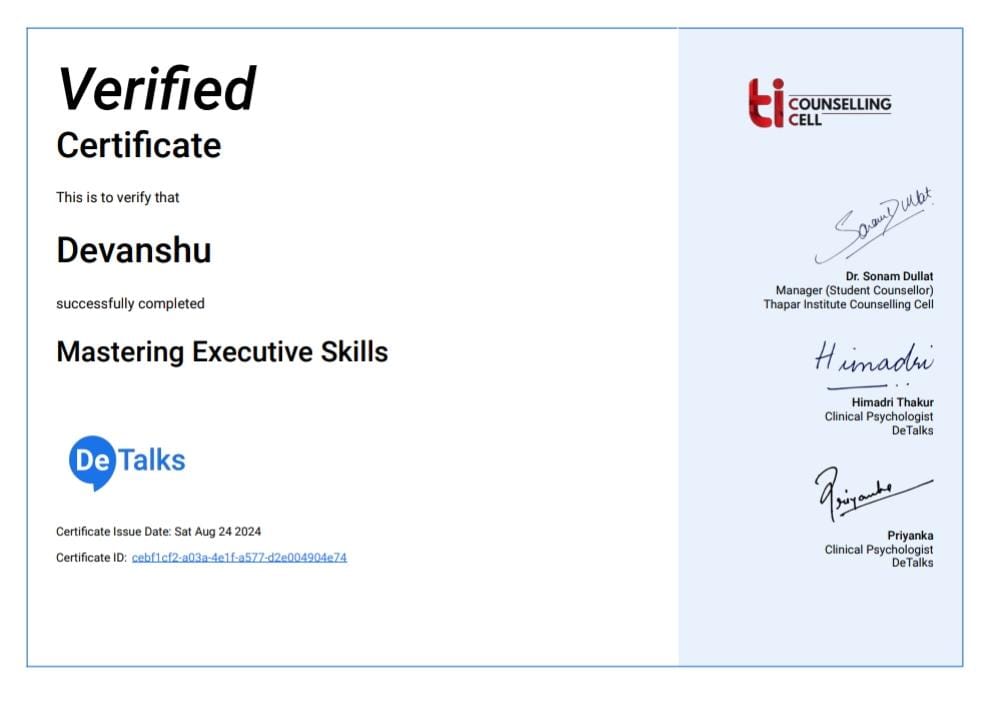 Verified
Certificate
This is to verify that
Devanshu
successfully completed
Mastering Executive Skills
DeTalks
Certificate Issue Date: Sat Aug 24 2024
Certificate ID: cebf1cf2-a03a-4e1f-a577-d2e004904e74
ti COUNSELLING
CELL
Sonam Dullat
Dr. Sonam Dullat
Manager (Student Counsellor)
Thapar Institute Counselling Cell
Himadri
Himadri Thakur
Clinical Psychologist
DeTalks
Priyanka
Priyanka
Clinical Psychologist
DeTalks